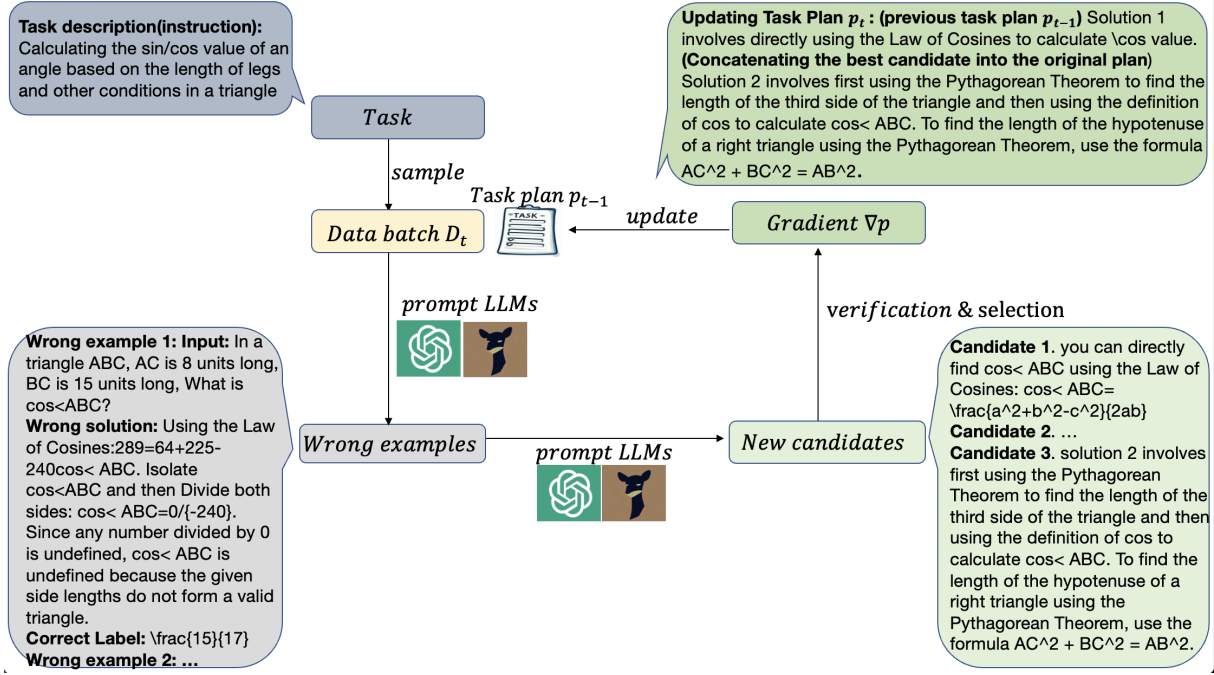 Task description(instruction):
Calculating the sin/cos value of an
angle based on the length of legs
and other conditions in a triangle
Updating Task Plan pₜ : (previous task plan pₜ₋₁) Solution 1
involves directly using the Law of Cosines to calculate \cos value.
(Concatenating the best candidate into the original plan)
Solution 2 involves first using the Pythagorean Theorem to find the
length of the third side of the triangle and then using the definition
of cos to calculate cos< ABC. To find the length of the hypotenuse
of a right triangle using the Pythagorean Theorem, use the formula
AC^2 + BC^2 = AB^2.
Task
sample
Task plan pₜ₋₁
TASK
Data batch Dₜ
update
Gradient ∇p
prompt LLMs
verification & selection
Wrong example 1: Input: In a
triangle ABC, AC is 8 units long,
BC is 15 units long, What is
cos<ABC?
Wrong solution: Using the Law
of Cosines:289=64+225-
240cos< ABC. Isolate
cos<ABC and then Divide both
sides: cos< ABC=0/{-240}.
Since any number divided by 0
is undefined, cos< ABC is
undefined because the given
side lengths do not form a valid
triangle.
Correct Label: \frac{15}{17}
Wrong example 2: ...
Wrong examples
prompt LLMs
New candidates
Candidate 1. you can directly
find cos< ABC using the Law of
Cosines: cos< ABC=
\frac{a^2+b^2-c^2}{2ab}
Candidate 2. ...
Candidate 3. solution 2 involves
first using the Pythagorean
Theorem to find the length of the
third side of the triangle and then
using the definition of cos to
calculate cos< ABC. To find the
length of the hypotenuse of a
right triangle using the
Pythagorean Theorem, use the
formula AC^2 + BC^2 = AB^2.